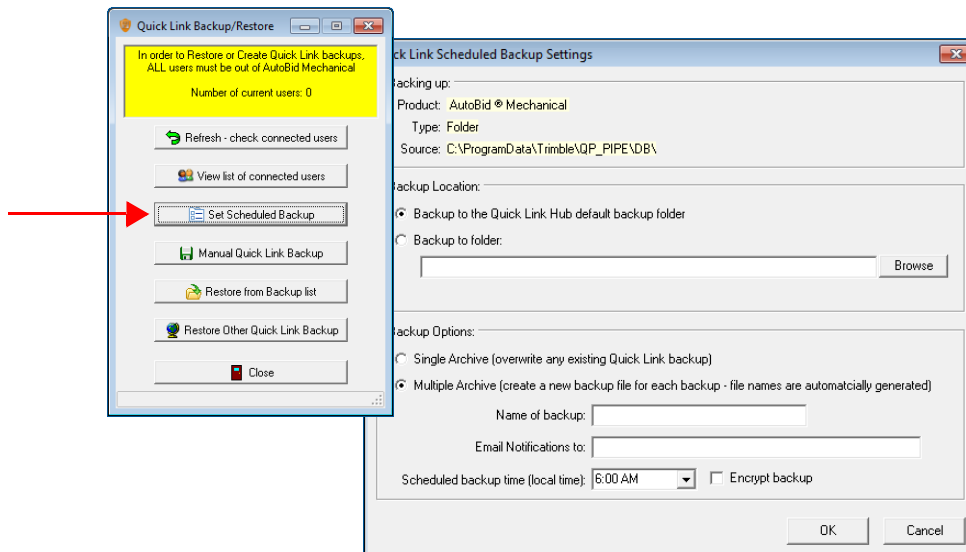 Quick Link Backup/Restore
In order to Restore or Create Quick Link backups,
ALL users must be out of AutoBid Mechanical
Number of current users: 0
Refresh - check connected users
View list of connected users
Set Scheduled Backup
Manual Quick Link Backup
Restore from Backup list
Restore Other Quick Link Backup
Close
ck Link Scheduled Backup Settings
acking up:
Product: AutoBid ® Mechanical
Type: Folder
Source: C:\ProgramData\Trimble\QP_PIPE\DB\
ackup Location:
Backup to the Quick Link Hub default backup folder
Backup to folder:
Browse
ackup Options:
Single Archive (overwrite any existing Quick Link backup)
Multiple Archive (create a new backup file for each backup - file names are automatcially generated)
Name of backup:
Email Notifications to:
Scheduled backup time (local time): 6:00 AM Encrypt backup
OK Cancel